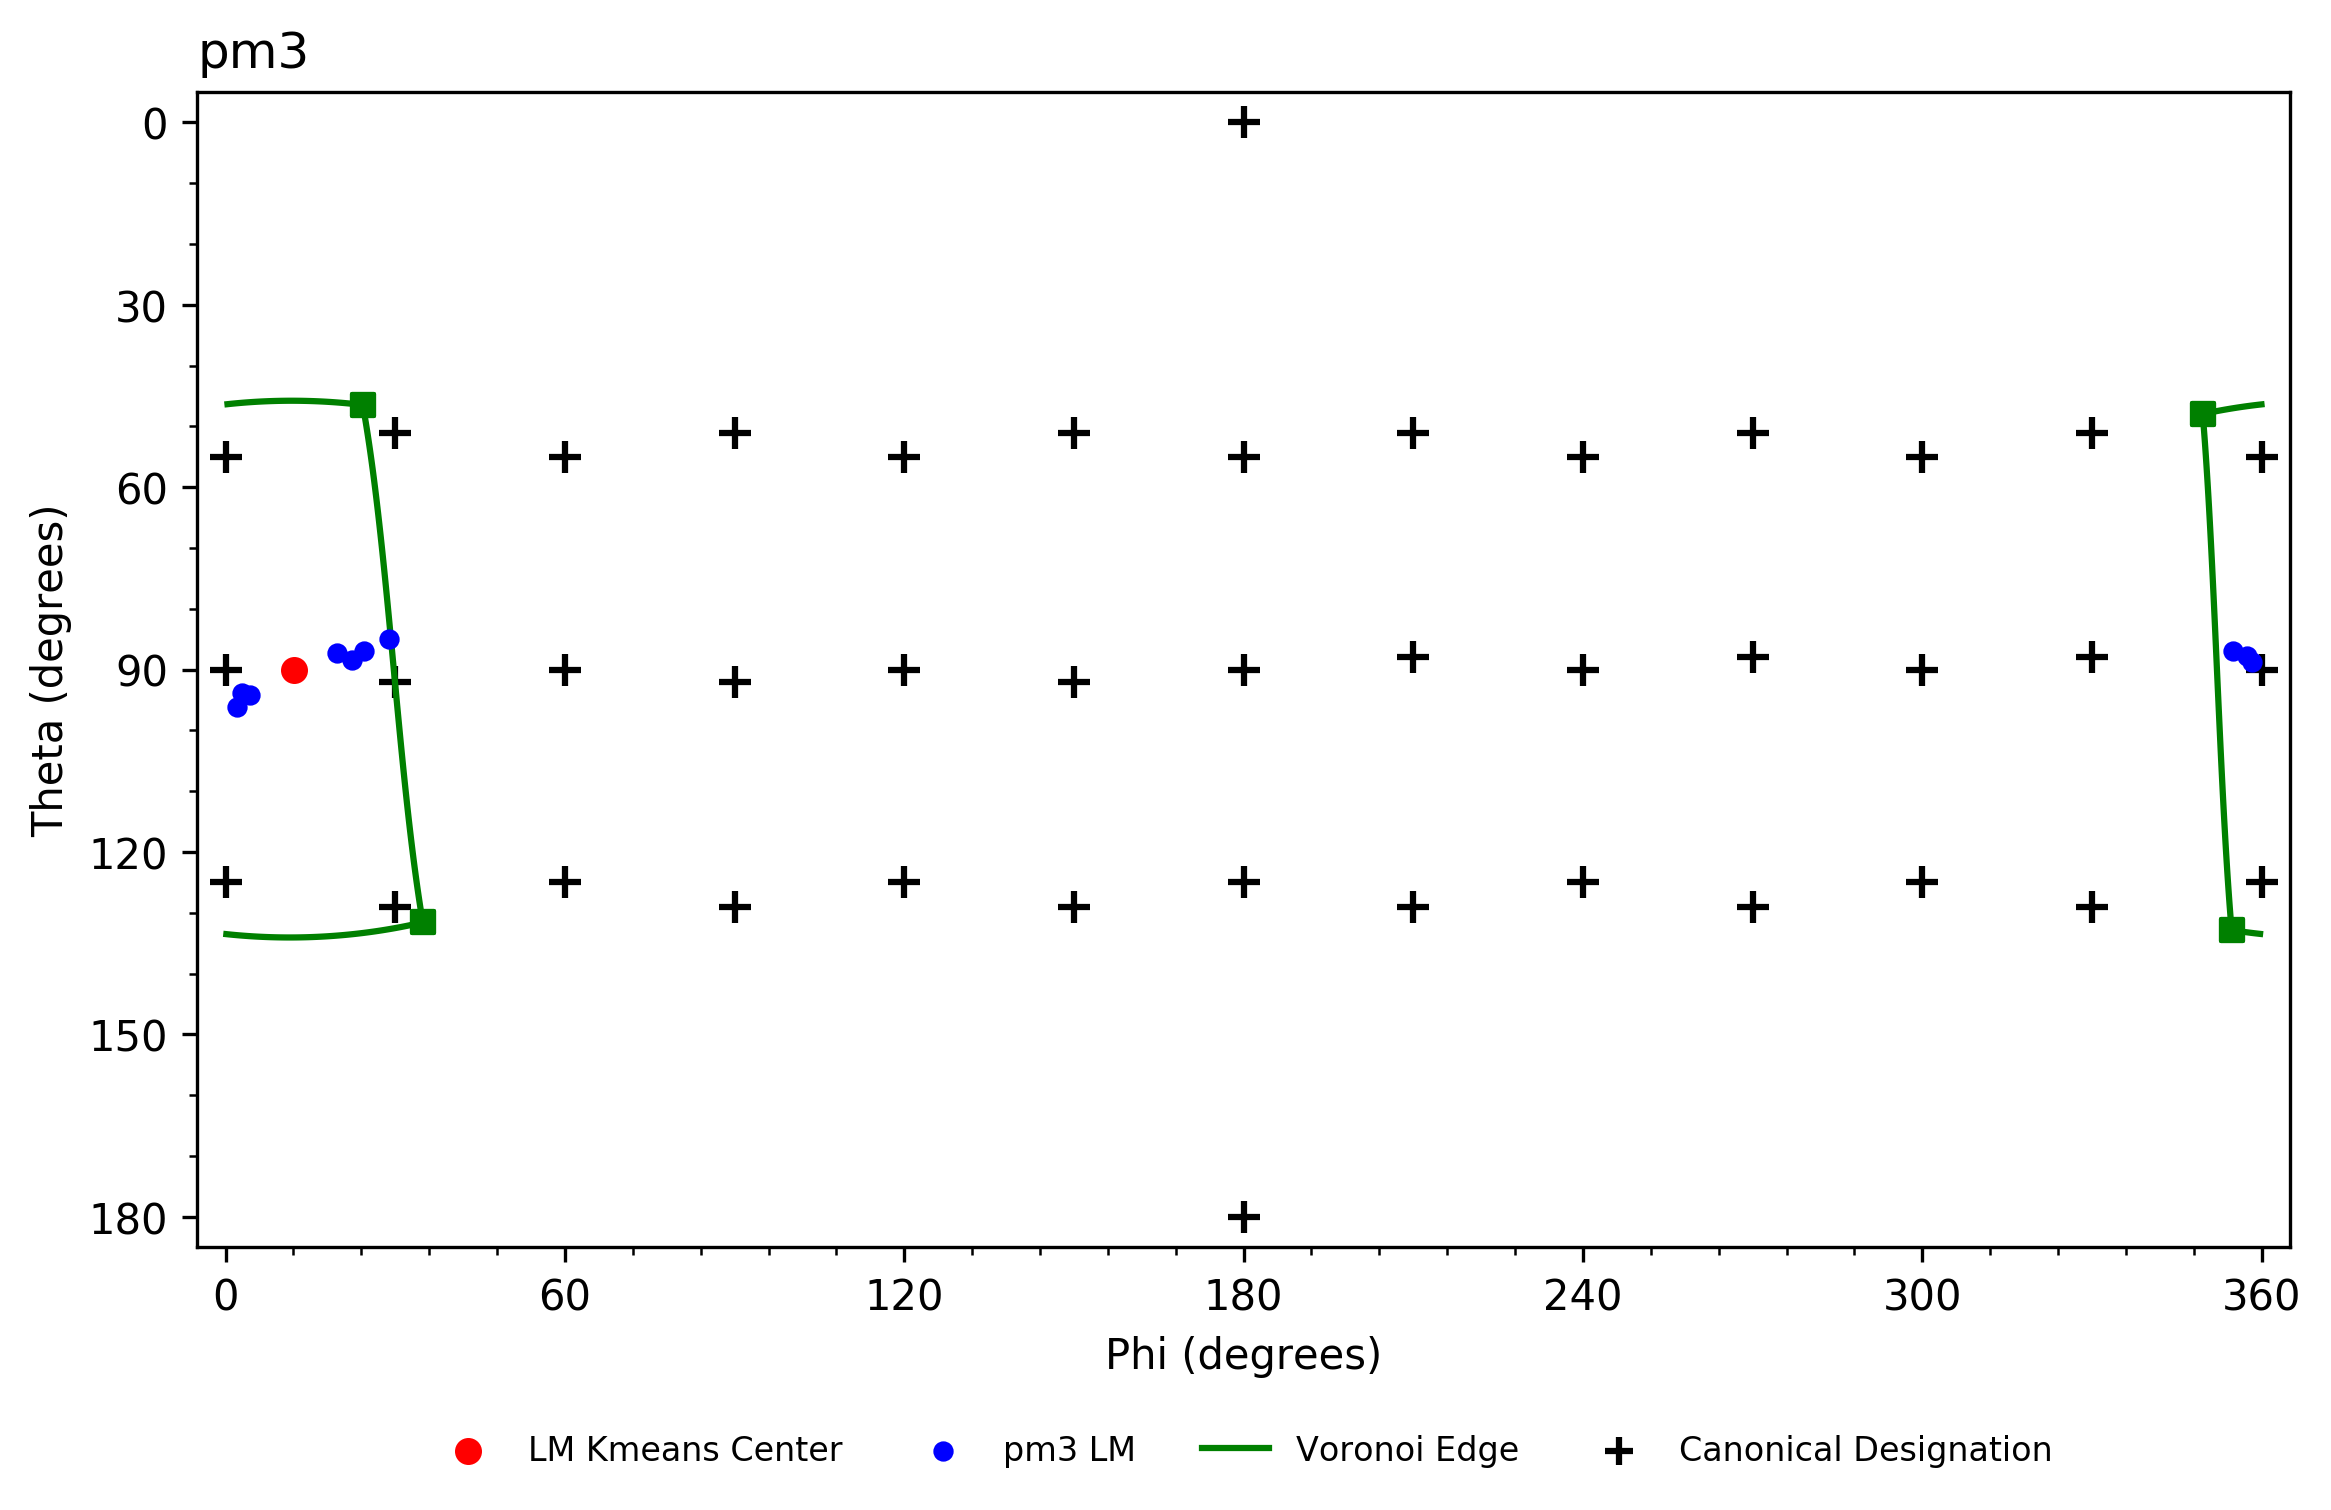 pm3
0
30
60
90
120
150
180
Theta (degrees)
0 60 120 180 240 300 360
Phi (degrees)
LM Kmeans Center pm3 LM Voronoi Edge Canonical Designation